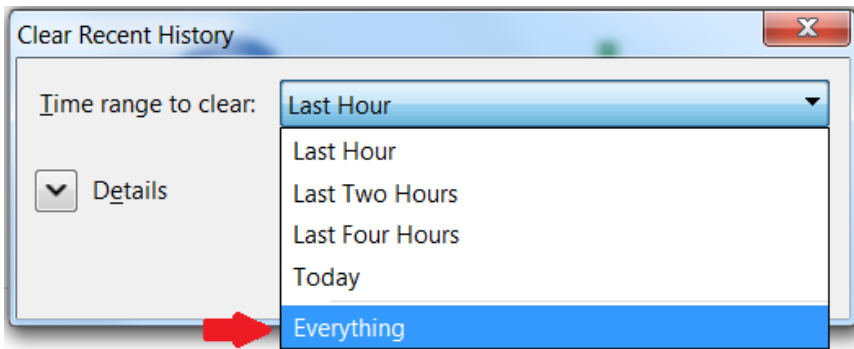 Clear Recent History
Time range to clear: Last Hour
Last Hour
Last Two Hours
Details
Last Four Hours
Today
Everything